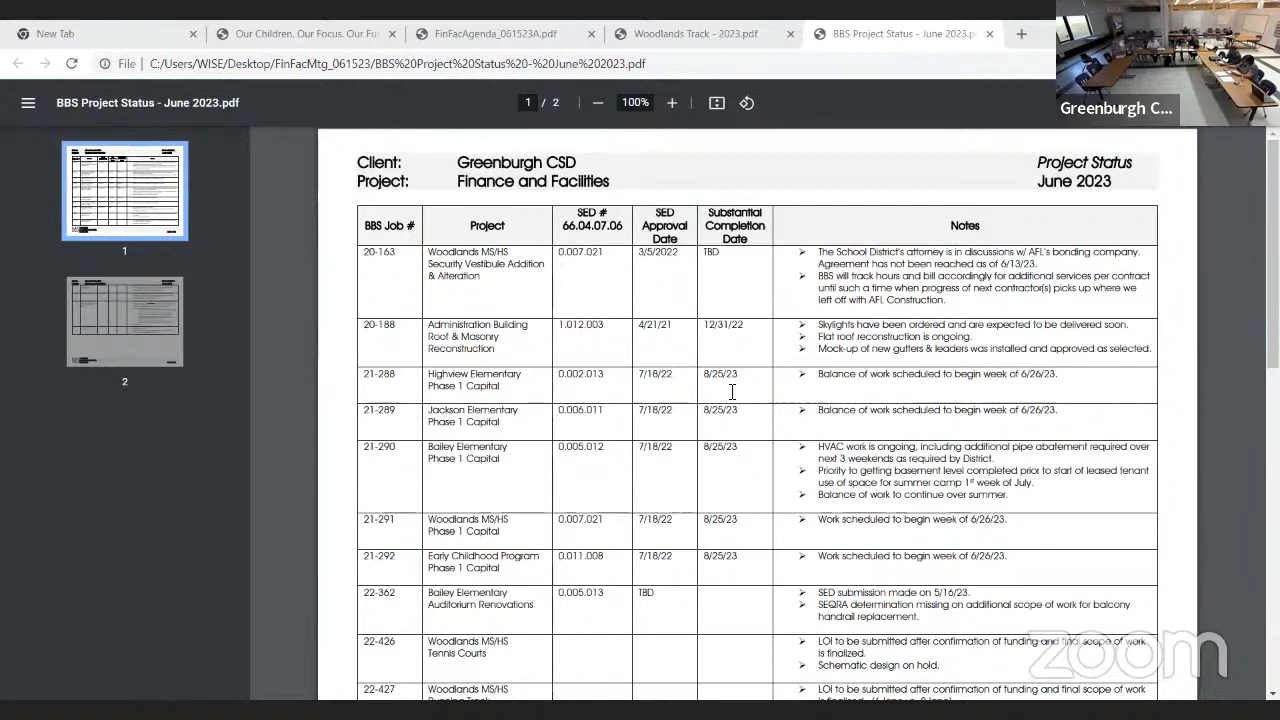 New Tab
Our Children. Our Focus. Our Fu
FinFacAgenda_061523A.pdf
Woodlands Track - 2023.pdf
BBS Project Status - June 2023.p
File
C:/Users/WISE/Desktop/FinFacMtg_061523/BBS%20Project%20Status%20-%20June%202023.pdf
Greenburgh C...
BBS Project Status - June 2023.pdf
1 / 2
100%
1
2
Client: Greenburgh CSD
Project Status
Project: Finance and Facilities
June 2023
BBS Job #
Project
SED #
66.04.07.06
SED
Approval
Date
Substantial
Completion
Date
Notes
20-163
Woodlands MS/HS
Security Vestibule Addition
& Alteration
0.007.021
3/5/2022
TBD
The School District's attorney is in discussions w/ AFL's bonding company.
Agreement has not been reached as of 6/13/23.
BBS will track hours and bill accordingly for additional services per contract
until such a time when progress of next contractor(s) picks up where we
left off with AFL Construction.
20-188
Administration Building
Roof & Masonry
Reconstruction
1.012.003
4/21/21
12/31/22
Skylights have been ordered and are expected to be delivered soon.
Flat roof reconstruction is ongoing.
Mock-up of new gutters & leaders was installed and approved as selected.
21-288
Highview Elementary
Phase 1 Capital
0.002.013
7/18/22
8/25/23
Balance of work scheduled to begin week of 6/26/23.
21-289
Jackson Elementary
Phase 1 Capital
0.006.011
7/18/22
8/25/23
Balance of work scheduled to begin week of 6/26/23.
21-290
Bailey Elementary
Phase 1 Capital
0.005.012
7/18/22
8/25/23
HVAC work is ongoing, including additional pipe abatement required over
next 3 weekends as required by District.
Priority to getting basement level completed prior to start of leased tenant
use of space for summer camp 1st week of July.
Balance of work to continue over summer.
21-291
Woodlands MS/HS
Phase 1 Capital
0.007.021
7/18/22
8/25/23
Work scheduled to begin week of 6/26/23.
21-292
Early Childhood Program
Phase 1 Capital
0.011.008
7/18/22
8/25/23
Work scheduled to begin week of 6/26/23.
22-362
Bailey Elementary
Auditorium Renovations
0.005.013
TBD
SED submission made on 5/16/23.
SEQRA determination missing on additional scope of work for balcony
handrail replacement.
22-426
Woodlands MS/HS
Tennis Courts
LOI to be submitted after confirmation of funding and final scope of work
is finalized.
Schematic design on hold.
22-427
Woodlands MS/HS
LOI to be submitted after confirmation of funding and final scope of work
zoom